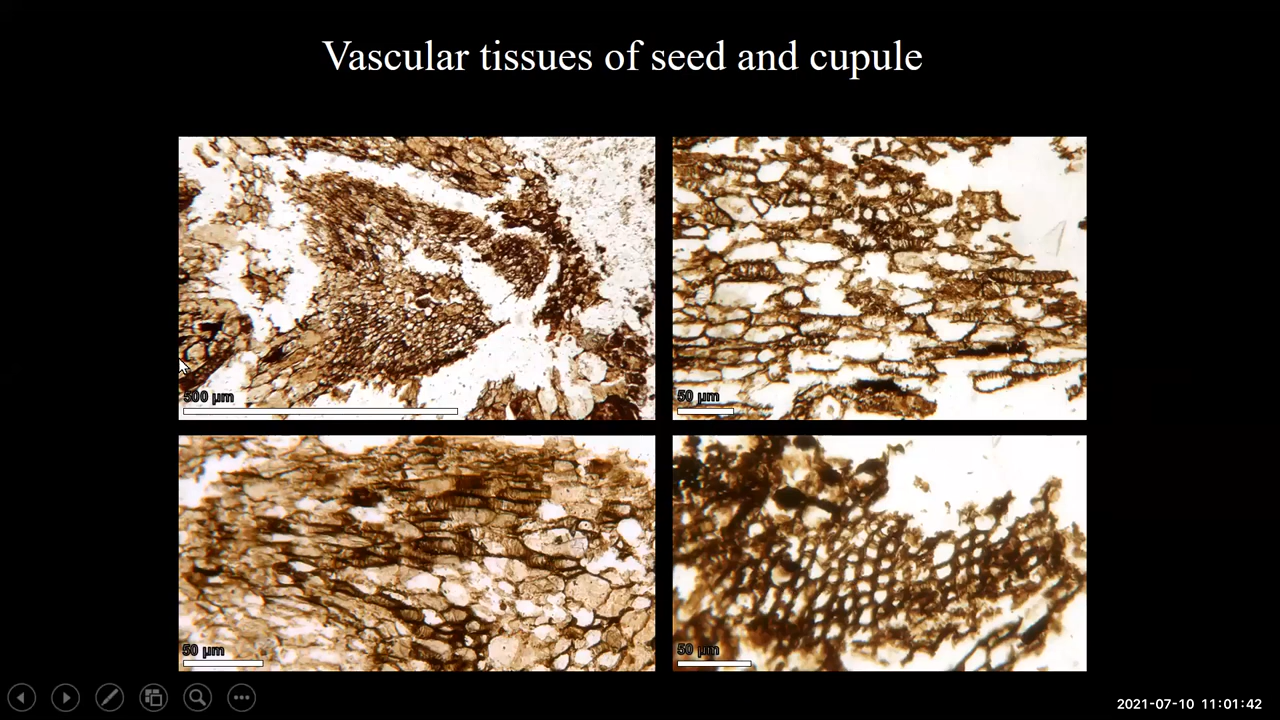 Vascular tissues of seed and cupule
500 µm
50 µm
50 µm
50 µm
2021-07-10 11:01:42